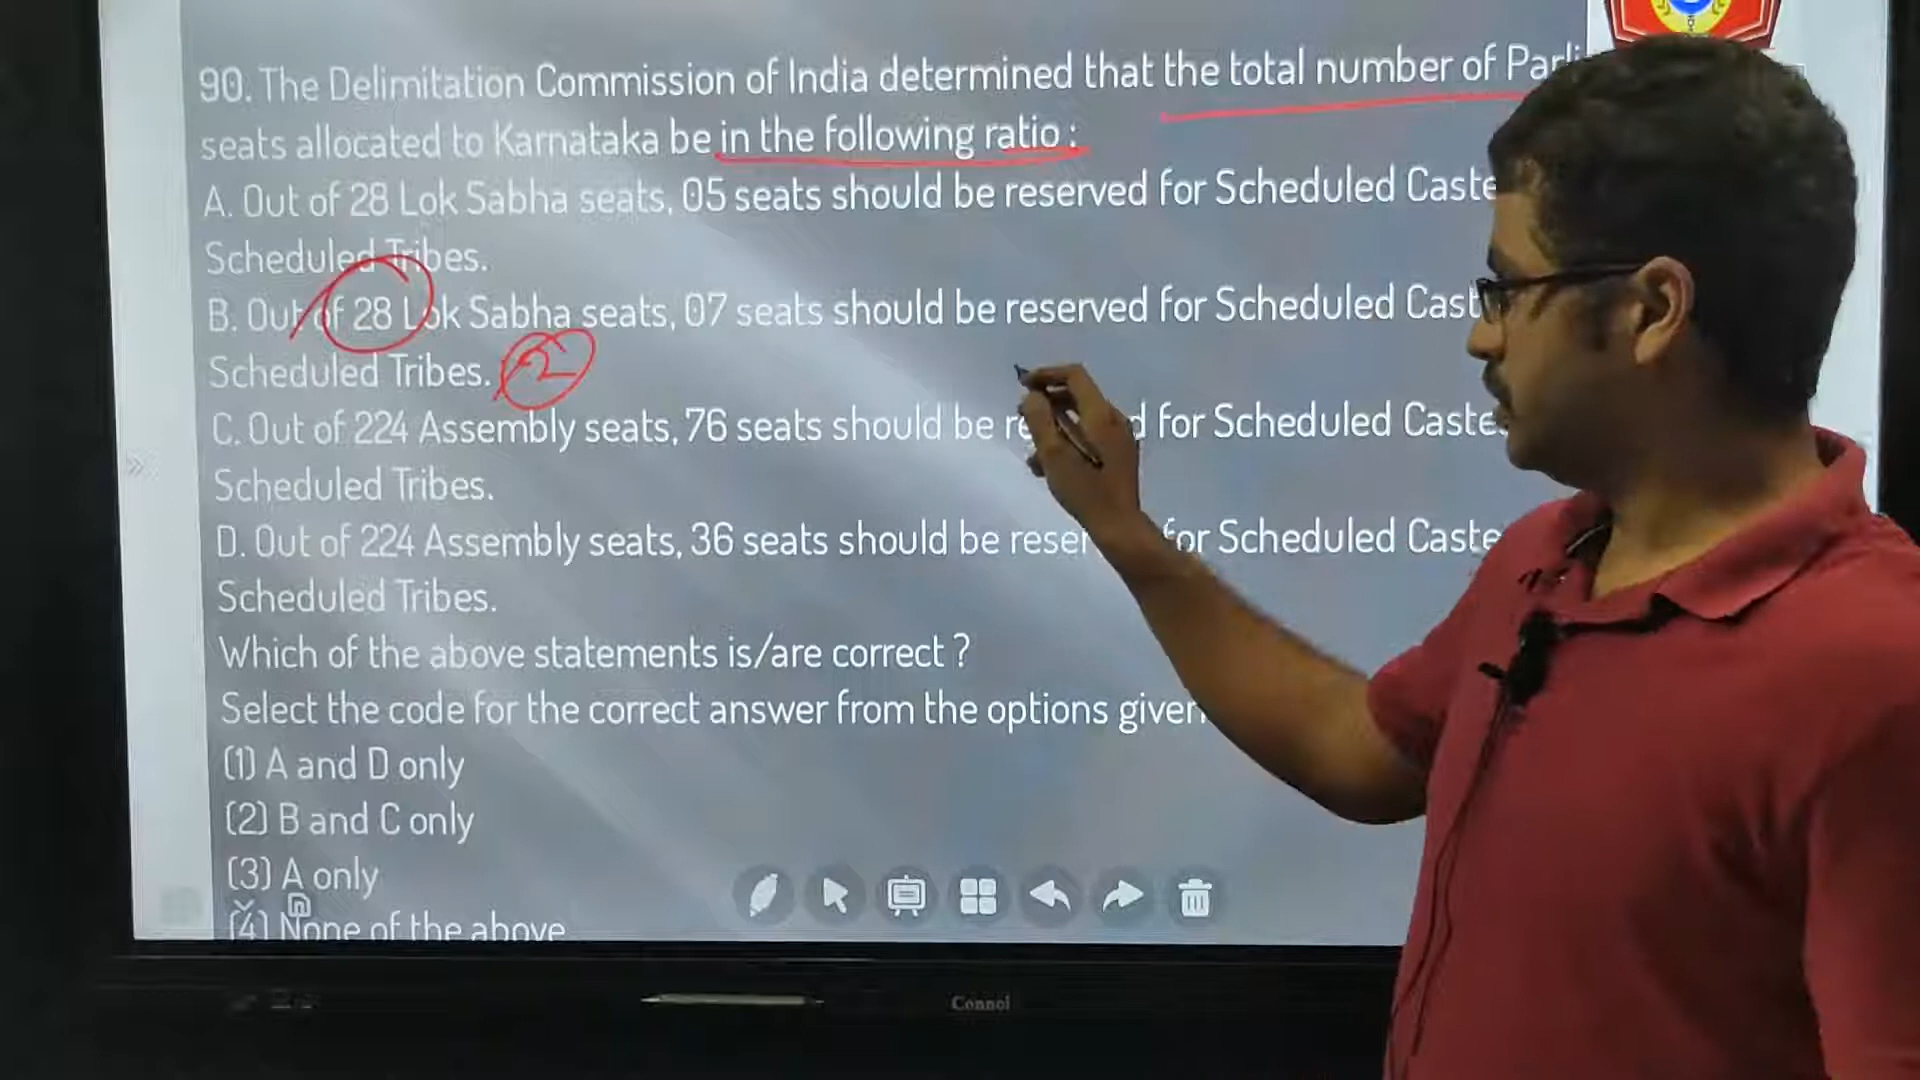 90. The Delimitation Commission of India determined that the total number of
seats allocated to Karnataka be in the following ratio :
A. Out of 28 Lok Sabha seats, 05 seats should be reserved for Scheduled Caste
Scheduled Tribes.
B. Out of 28 Lok Sabha seats, 07 seats should be reserved for Scheduled Cast
Scheduled Tribes. 2
C. Out of 224 Assembly seats, 76 seats should be for Scheduled Caste
Scheduled Tribes.
D. Out of 224 Assembly seats, 36 seats should be for Scheduled Caste
Scheduled Tribes.
Which of the above statements is/are correct ?
Select the code for the correct answer from the options given
(1) A and D only
(2) B and C only
(3) A only
(4) None of the above